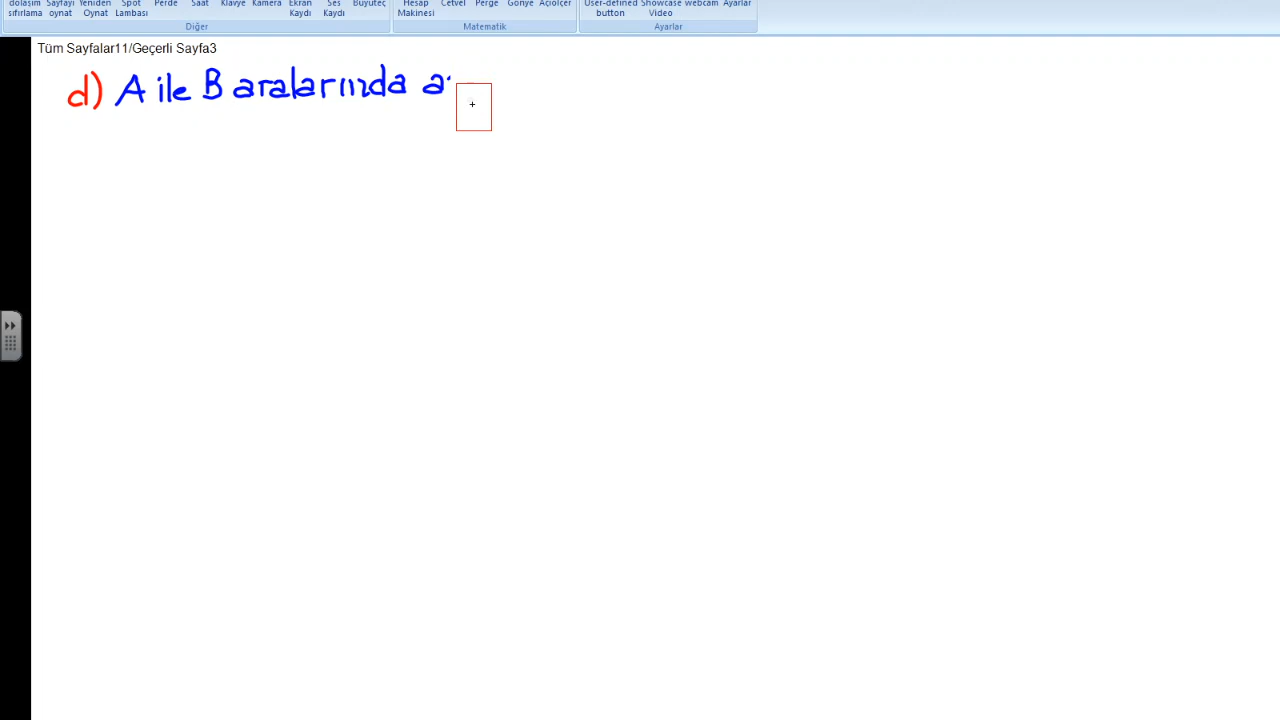 dolaşım Sayfayı Yeniden Spot Perde Saat Klavye Kamera Ekran Ses Büyüteç Hesap Cetvel Perge Gönye Açıölçer User-defined Showcase webcam Ayarlar
sıfırlama oynat Oynat Lambası Kaydı Kaydı Makinesi button Video
Diğer Matematik Ayarlar
Tüm Sayfalar11/Geçerli Sayfa3
d) A ile B aralarında a